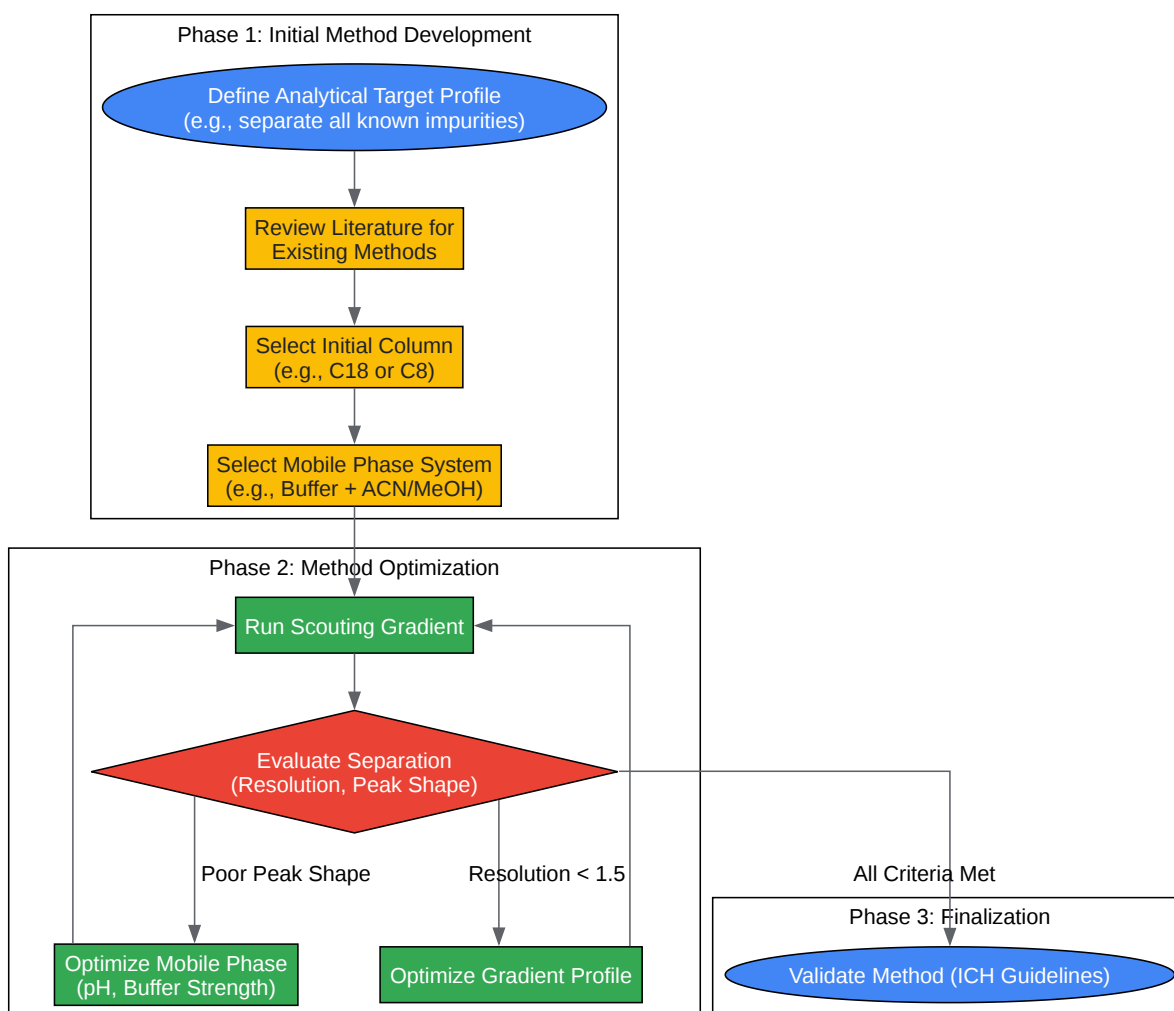 Phase 1: Initial Method Development
Define Analytical Target Profile
(e.g., separate all known impurities)
Review Literature for
Existing Methods
Select Initial Column
(e.g., C18 or C8)
Select Mobile Phase System
(e.g., Buffer + ACN/MeOH)
Phase 2: Method Optimization
Run Scouting Gradient
Evaluate Separation
(Resolution, Peak Shape)
Poor Peak Shape
Resolution < 1.5
All Criteria Met
Optimize Mobile Phase
(pH, Buffer Strength)
Optimize Gradient Profile
Phase 3: Finalization
Validate Method (ICH Guidelines)